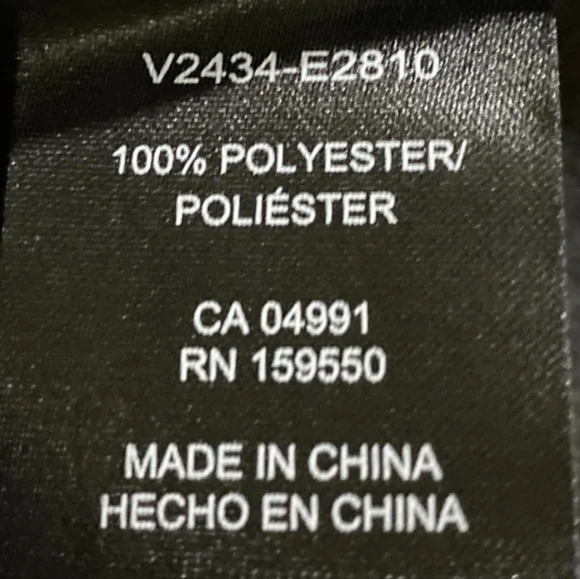 V2434-E2810
100% POLYESTER/
POLIÉSTER
CA 04991
RN 159550
MADE IN CHINA
HECHO EN CHINA